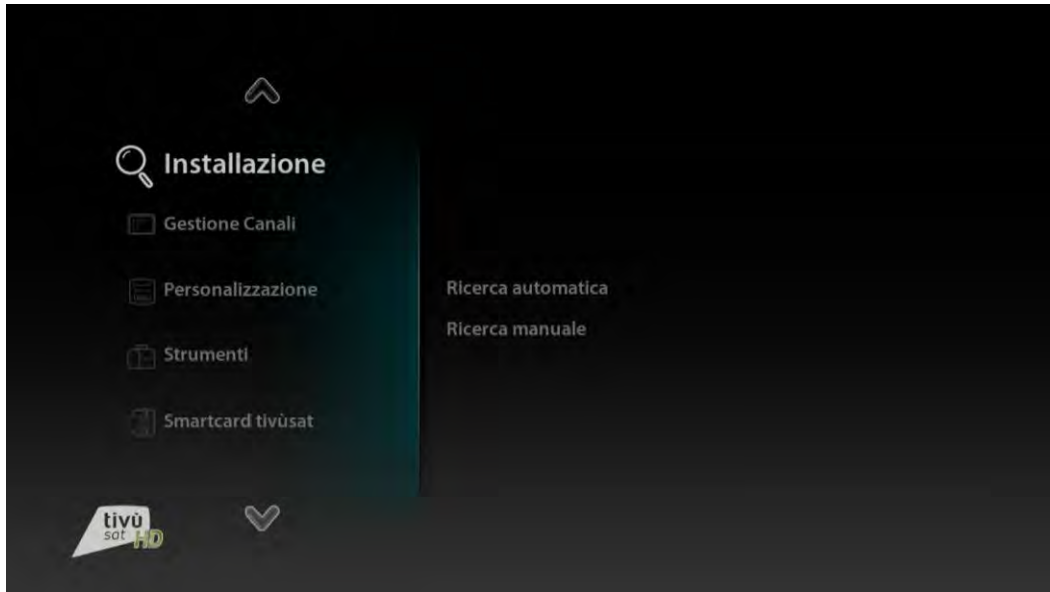 Installazione
Gestione Canali
Personalizzazione
Strumenti
Smartcard tivùsat
Ricerca automatica
Ricerca manuale
tivù
sat HD